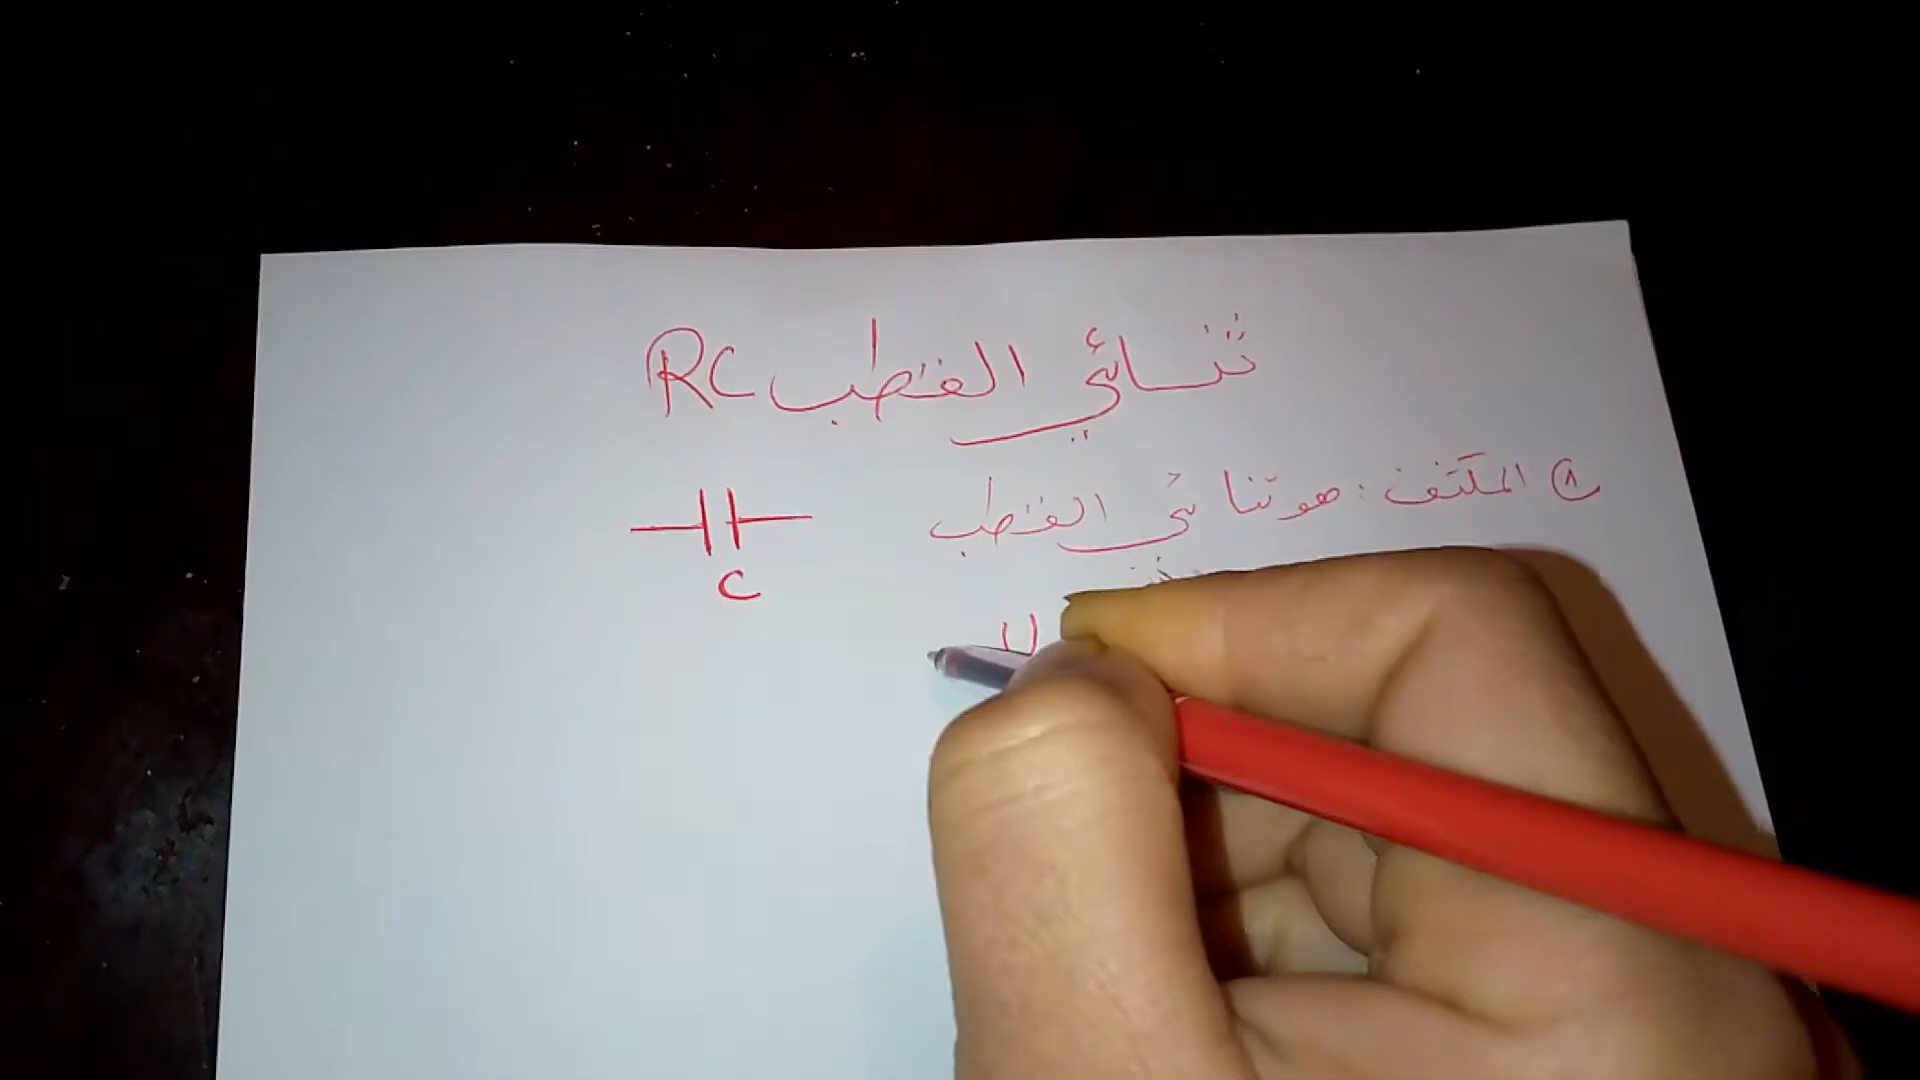 ثنائي القطب RC
① المكثف : هو ثنائي القطب
C
U